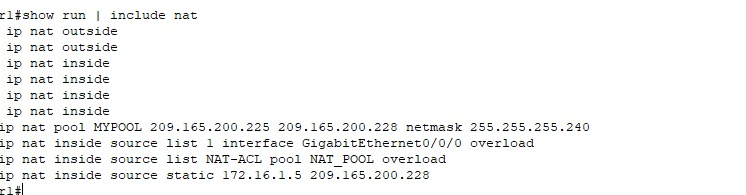 r1#show run | include nat
ip nat outside
ip nat outside
ip nat inside
ip nat inside
ip nat inside
ip nat inside
ip nat pool MYPOOL 209.165.200.225 209.165.200.228 netmask 255.255.255.240
ip nat inside source list 1 interface GigabitEthernet0/0/0 overload
ip nat inside source list NAT-ACL pool NAT_POOL overload
ip nat inside source static 172.16.1.5 209.165.200.228
r1#